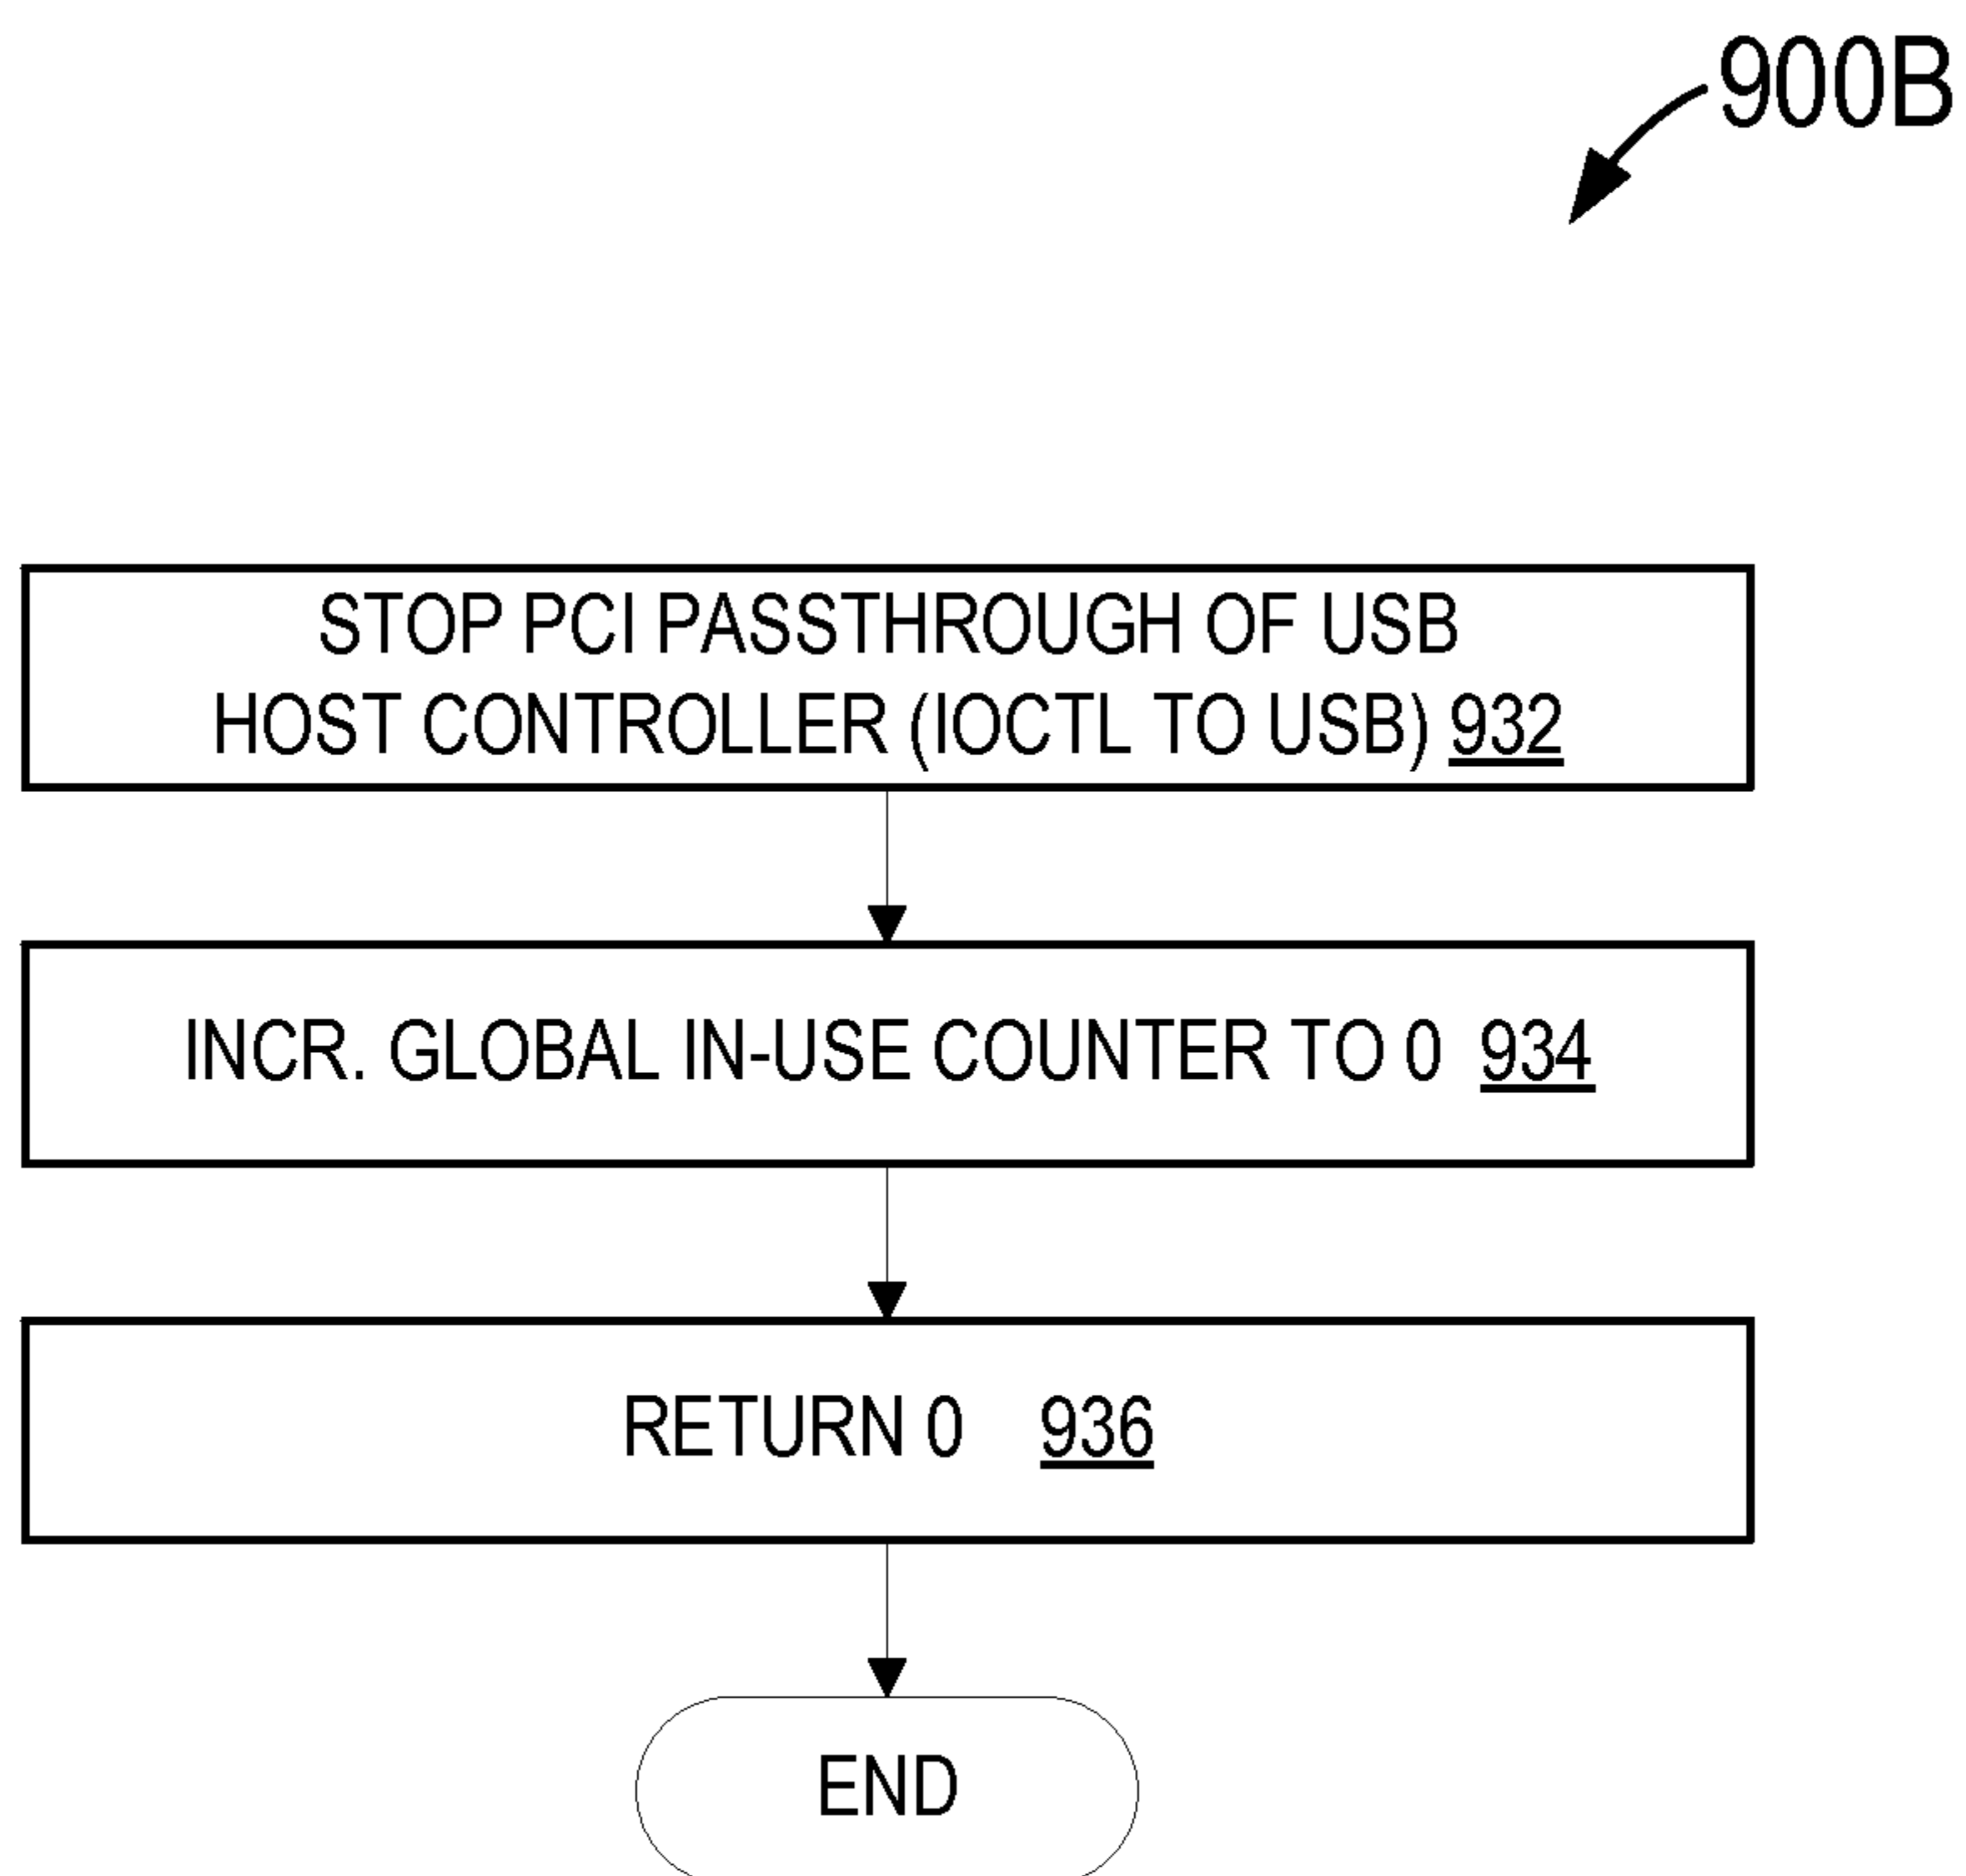 900B
STOP PCI PASSTHROUGH OF USB
HOST CONTROLLER (IOCTL TO USB) 932
INCR. GLOBAL IN-USE COUNTER TO 0 934
RETURN 0 936
END